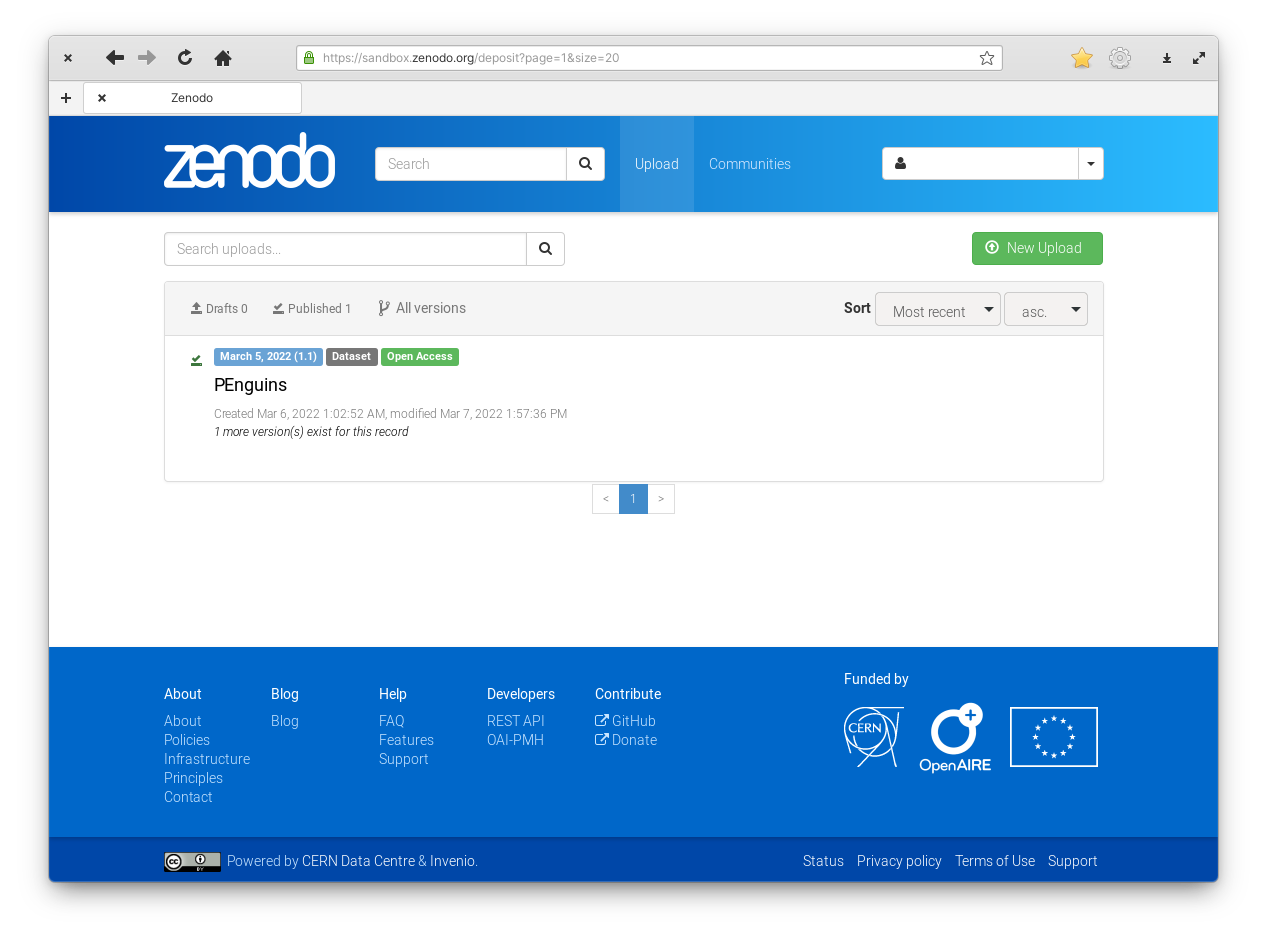 https://sandbox.zenodo.org/deposit?page=1&size=20
Zenodo
zenodo
Search
Upload
Communities
Search uploads...
New Upload
Drafts 0
Published 1
All versions
Sort
Most recent
asc.
March 5, 2022 (1.1)
Dataset
Open Access
PEnguins
Created Mar 6, 2022 1:02:52 AM, modified Mar 7, 2022 1:57:36 PM
1 more version(s) exist for this record
< 1 >
About
About
Policies
Infrastructure
Principles
Contact
Blog
Blog
Help
FAQ
Features
Support
Developers
REST API
OAI-PMH
Contribute
GitHub
Donate
Funded by
CERN
OpenAIRE
cc
BY
Powered by CERN Data Centre & Invenio.
Status
Privacy policy
Terms of Use
Support